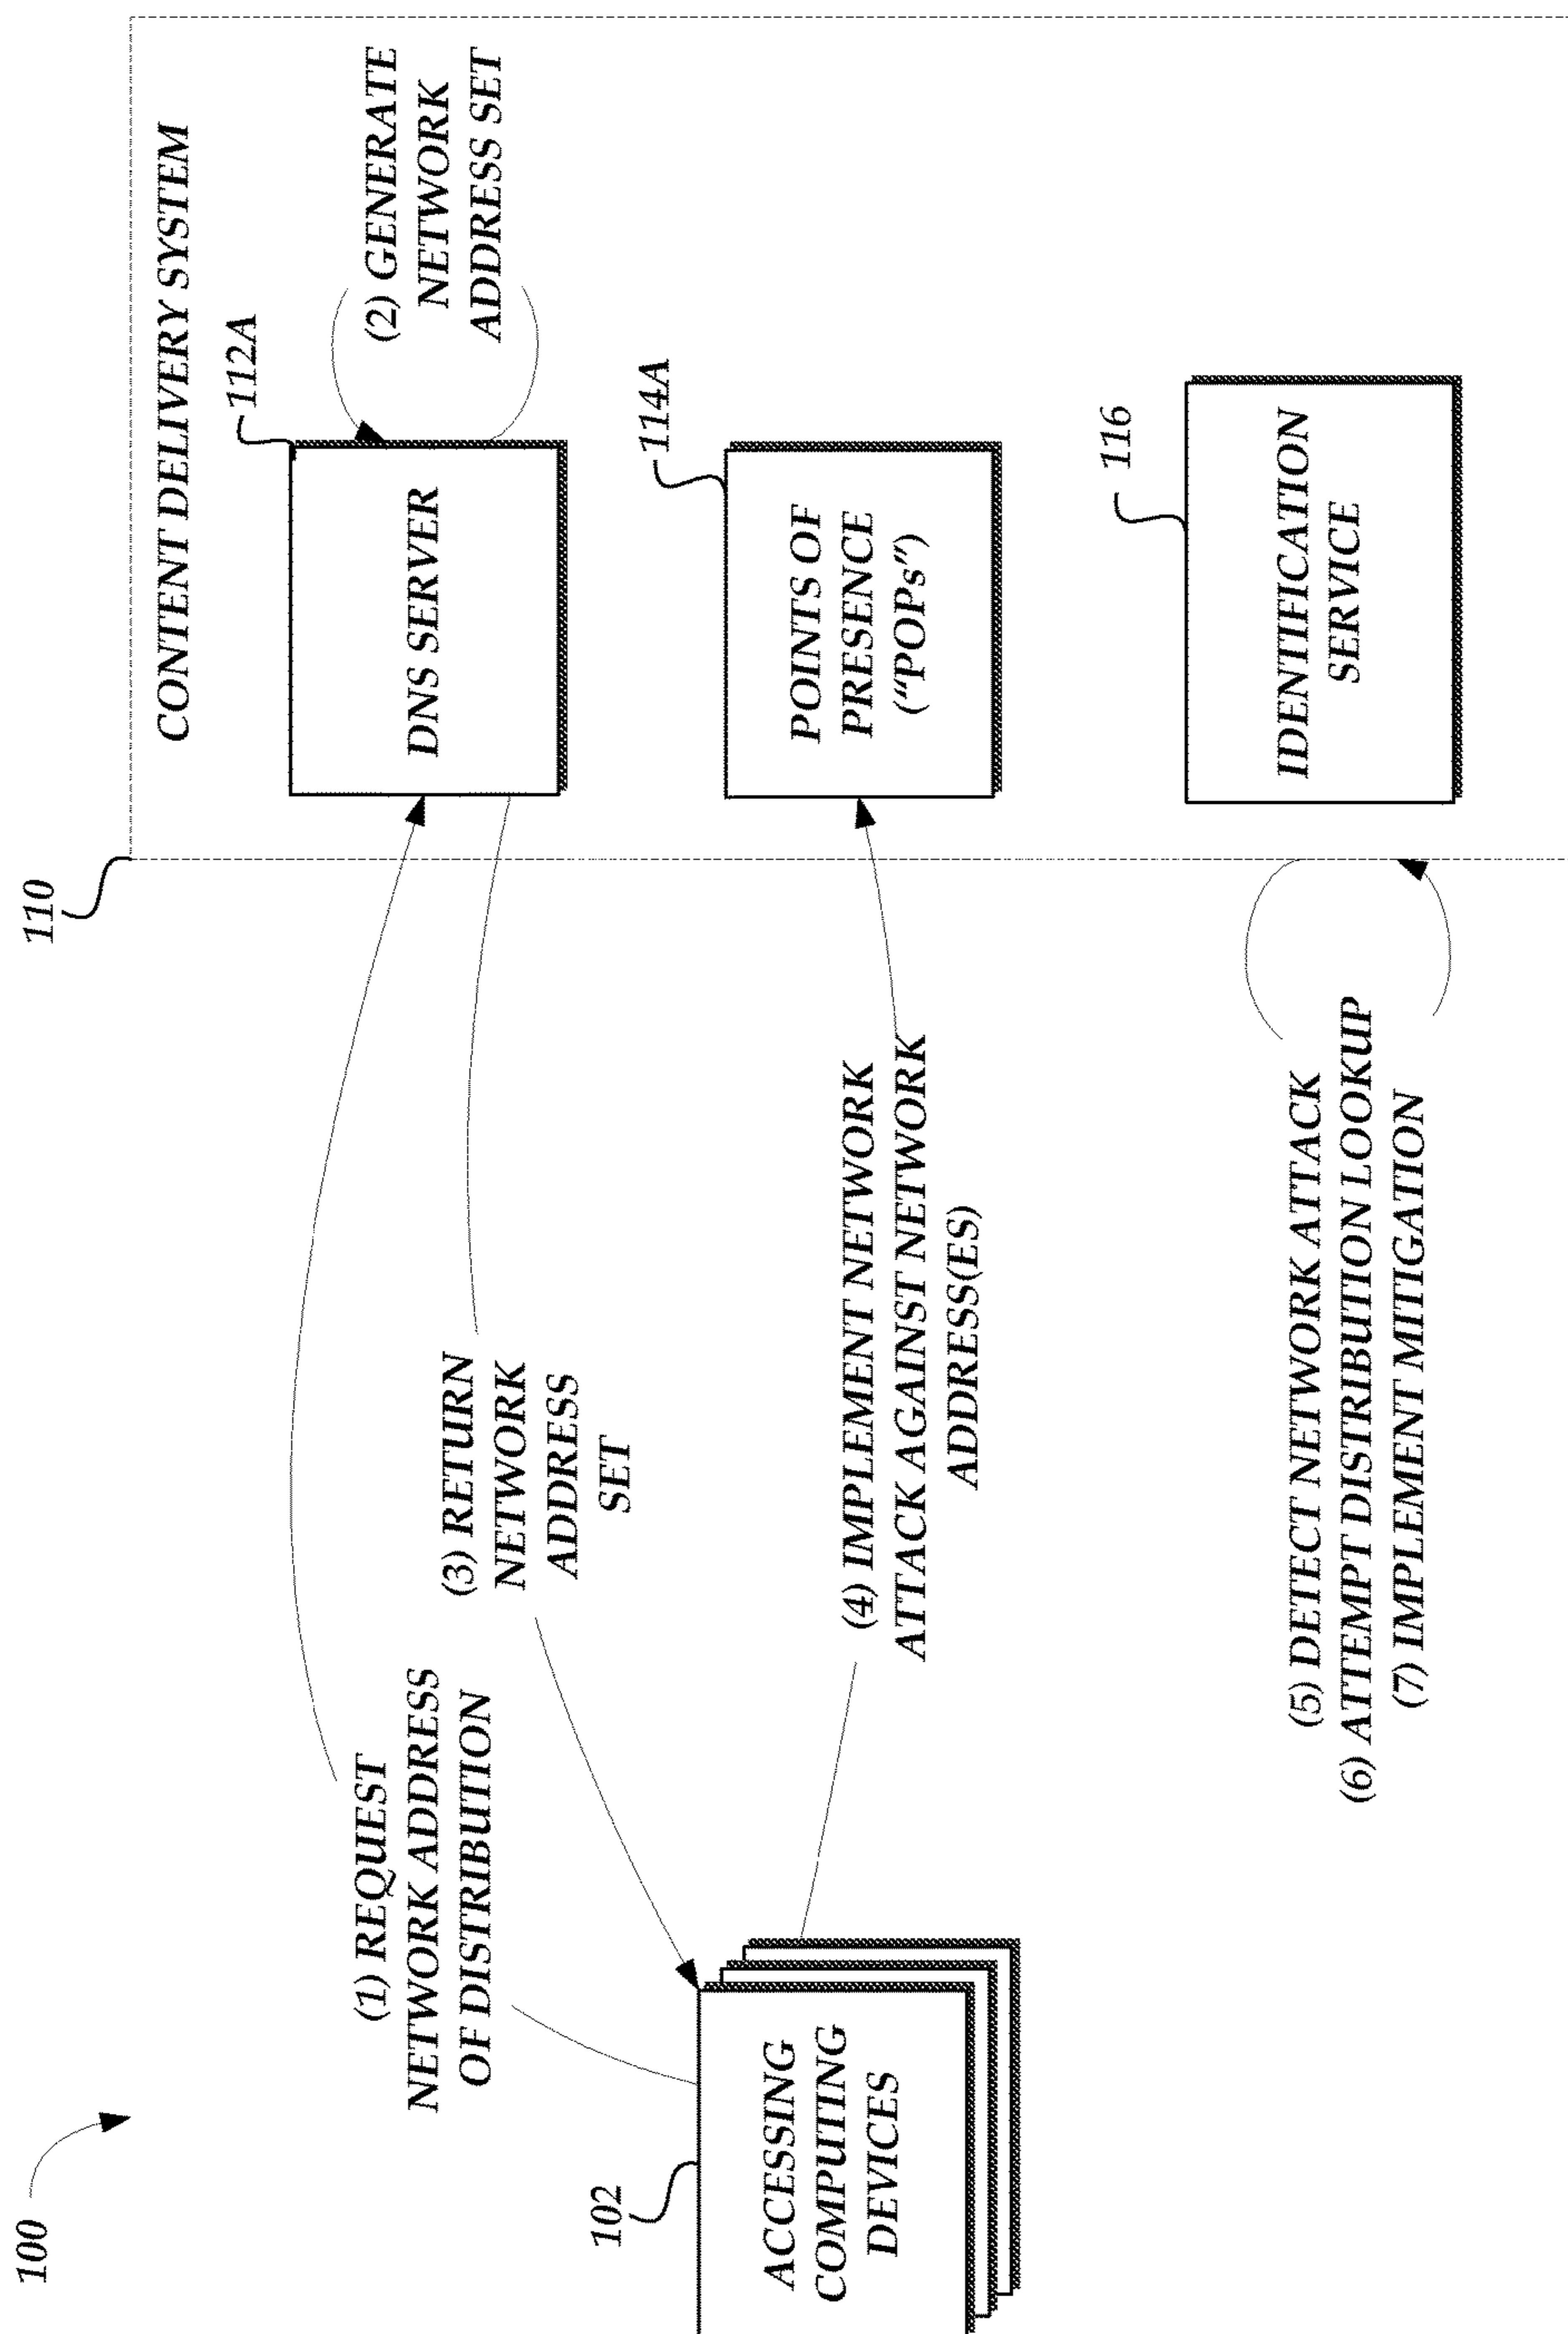 100
110
CONTENT DELIVERY SYSTEM
112A
DNS SERVER
(2) GENERATE
NETWORK
ADDRESS SET
(1) REQUEST
NETWORK ADDRESS
OF DISTRIBUTION
(3) RETURN
NETWORK
ADDRESS
SET
102
ACCESSING
COMPUTING
DEVICES
114A
POINTS OF
PRESENCE
("POPs")
(4) IMPLEMENT NETWORK
ATTACK AGAINST NETWORK
ADDRESS(ES)
116
IDENTIFICATION
SERVICE
(5) DETECT NETWORK ATTACK
(6) ATTEMPT DISTRIBUTION LOOKUP
(7) IMPLEMENT MITIGATION